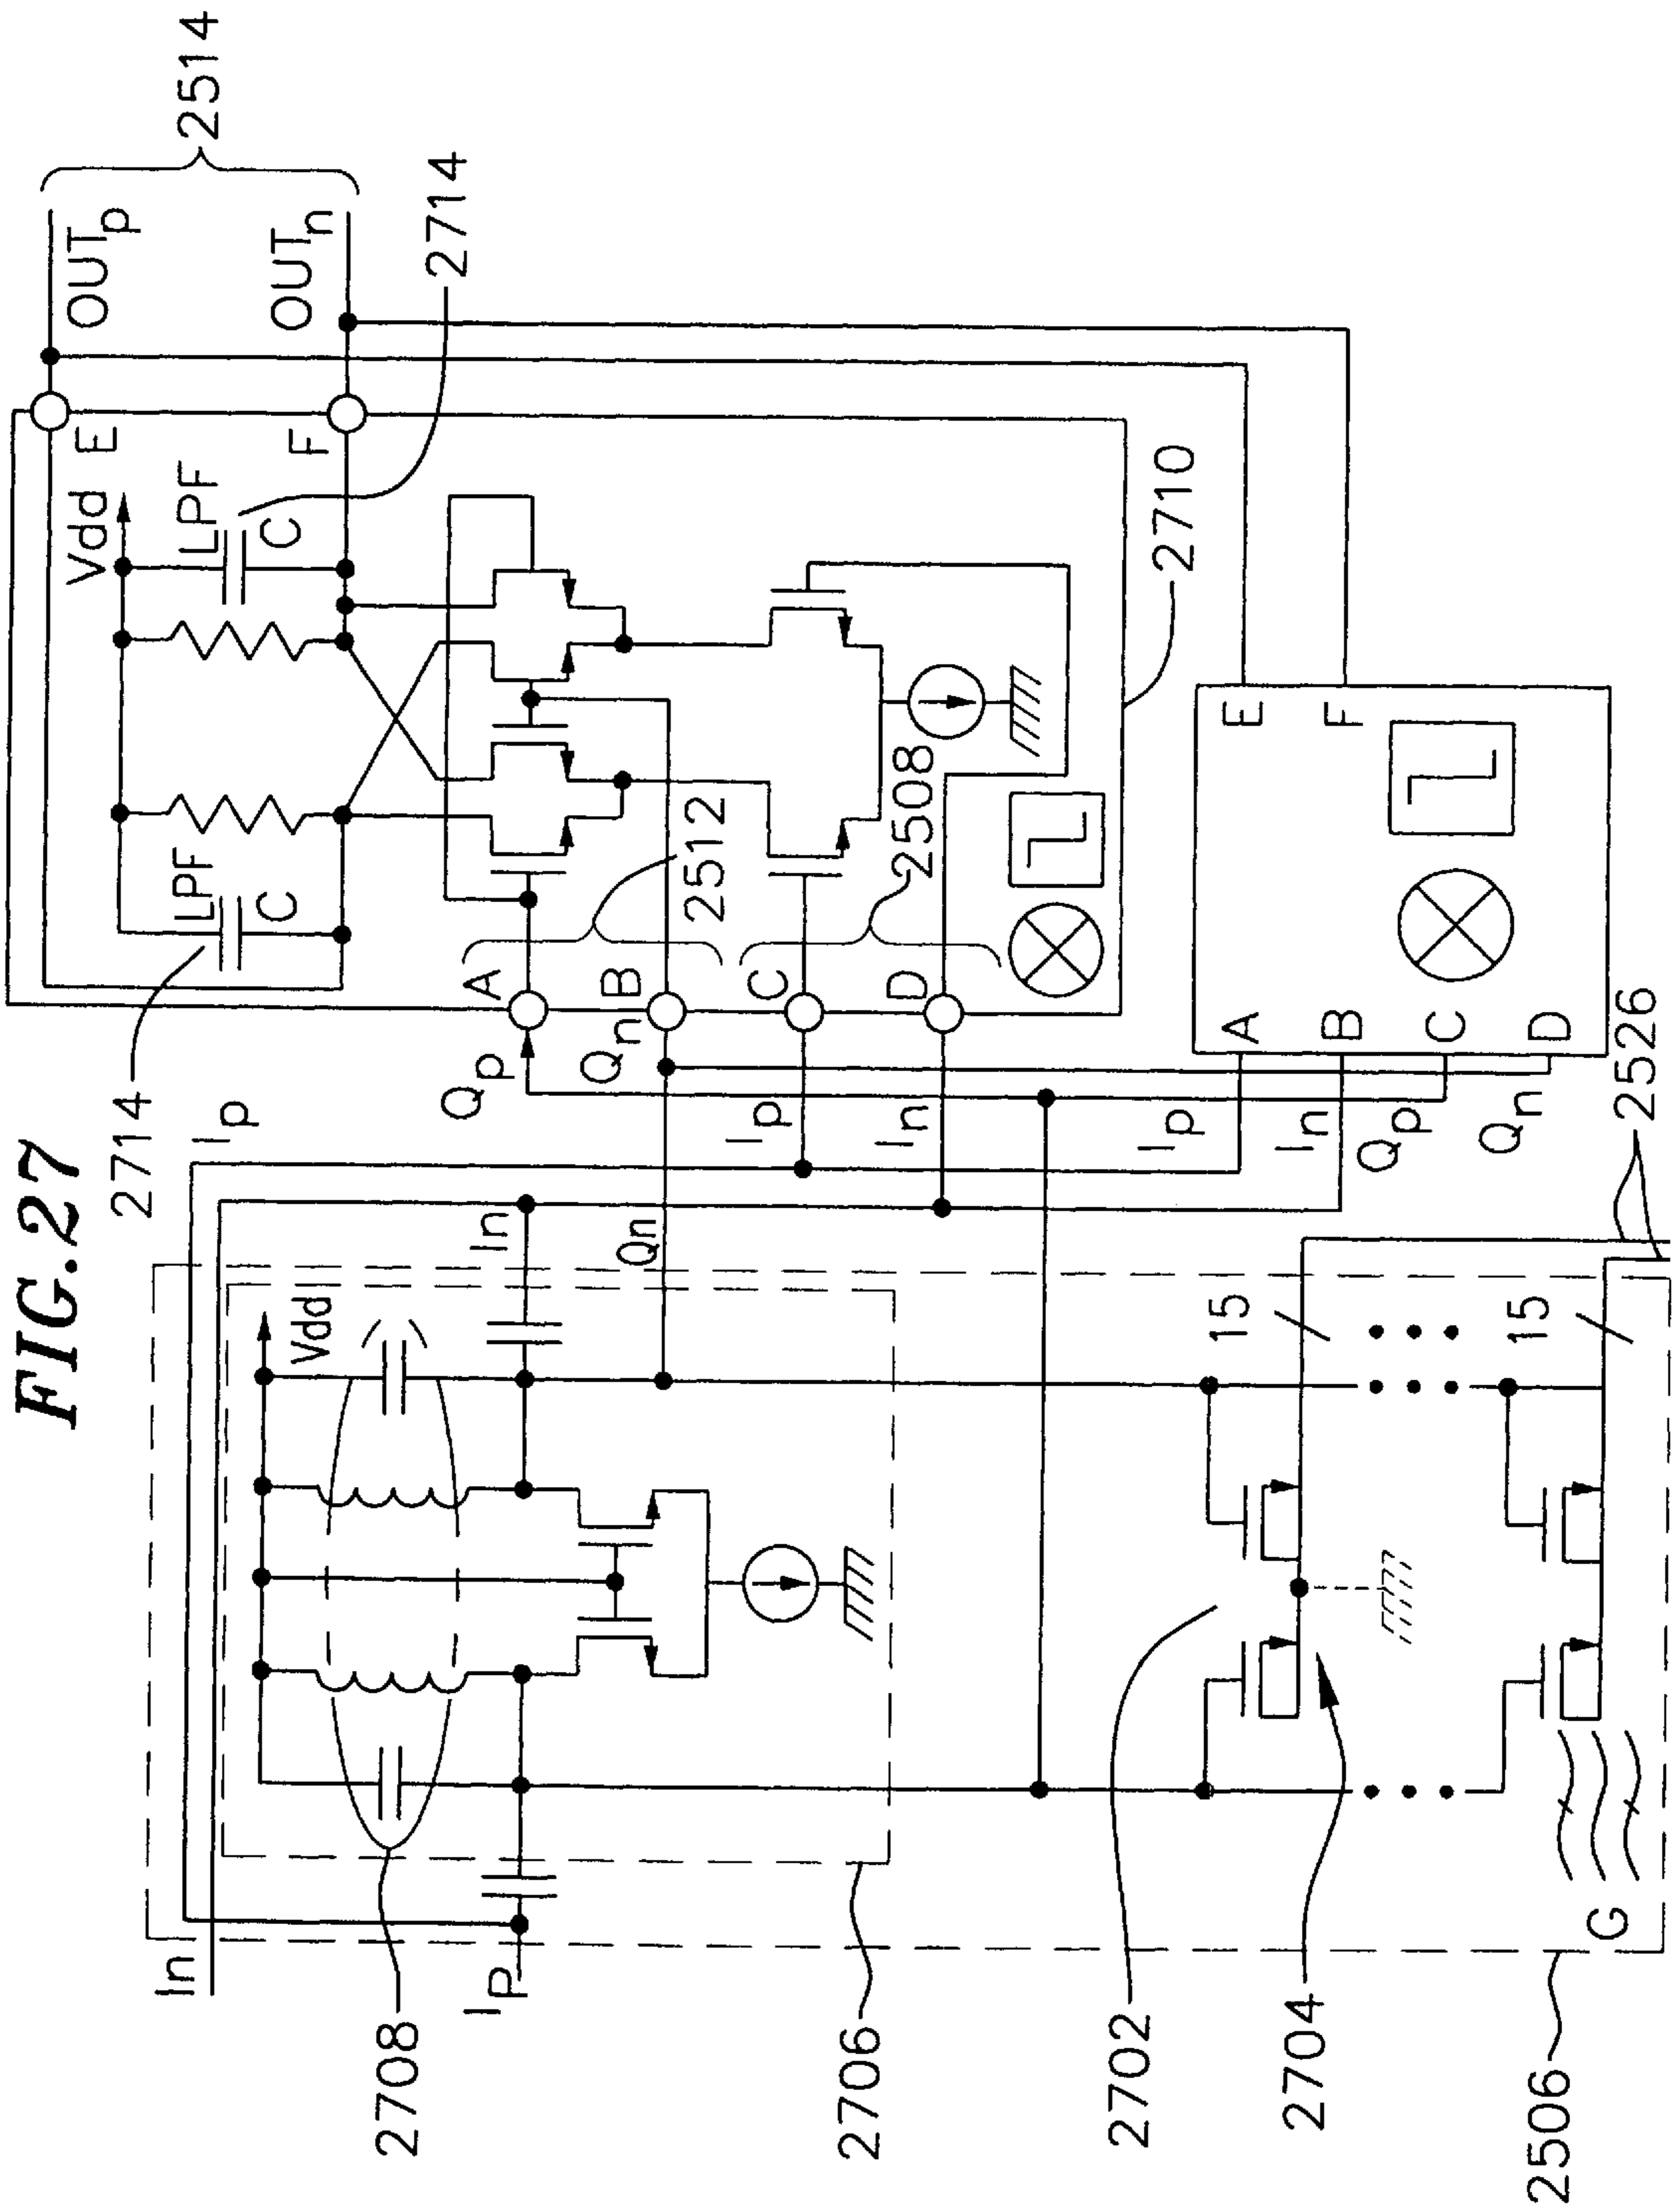 FIG.27
2514
OUTp
OUTn
2714
E
F
Vdd
LPF
C
LPF
C
2714
2710
A
B
C
D
2512
2508
Qp
Qn
Ip
In
Ip
E
F
A
B
C
D
Ip
In
Qp
Qn
2526
In
Qn
Vdd
15
15
In
IP
2708
2706
2702
2704
2506
G